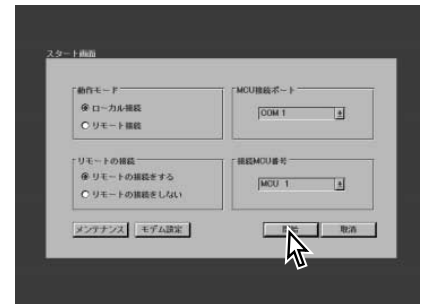 スタート画面
動作モード
ローカル接続
リモート接続
MCU接続ポート
COM 1
リモートの接続
リモートの接続をする
リモートの接続をしない
接続MCU番号
MCU 1
メンテナンス モデム設定 取消